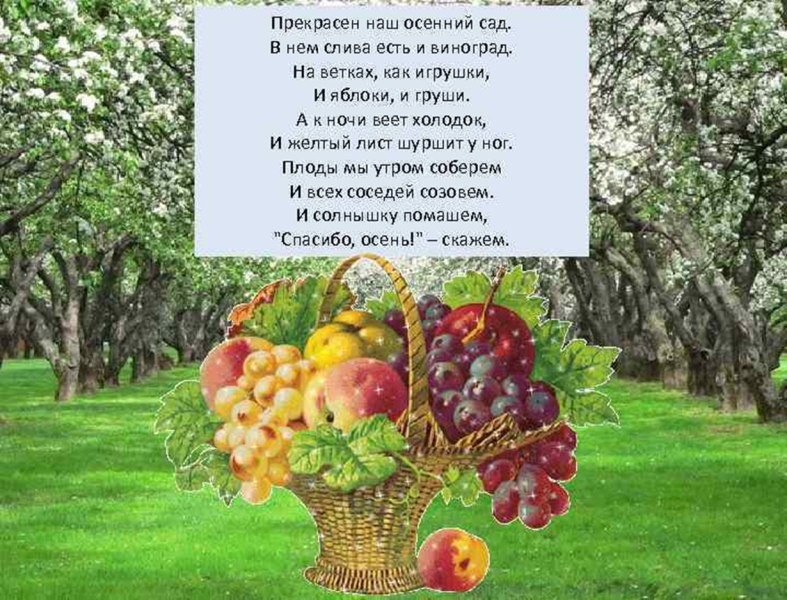 Прекрасен наш осенний сад.
В нем слива есть и виноград.
На ветках, как игрушки,
И яблоки, и груши.
А к ночи веет холодок,
И желтый лист шуршит у ног.
Плоды мы утром соберем
И всех соседей созовем.
И солнышку помашем,
"Спасибо, осень!" – скажем.